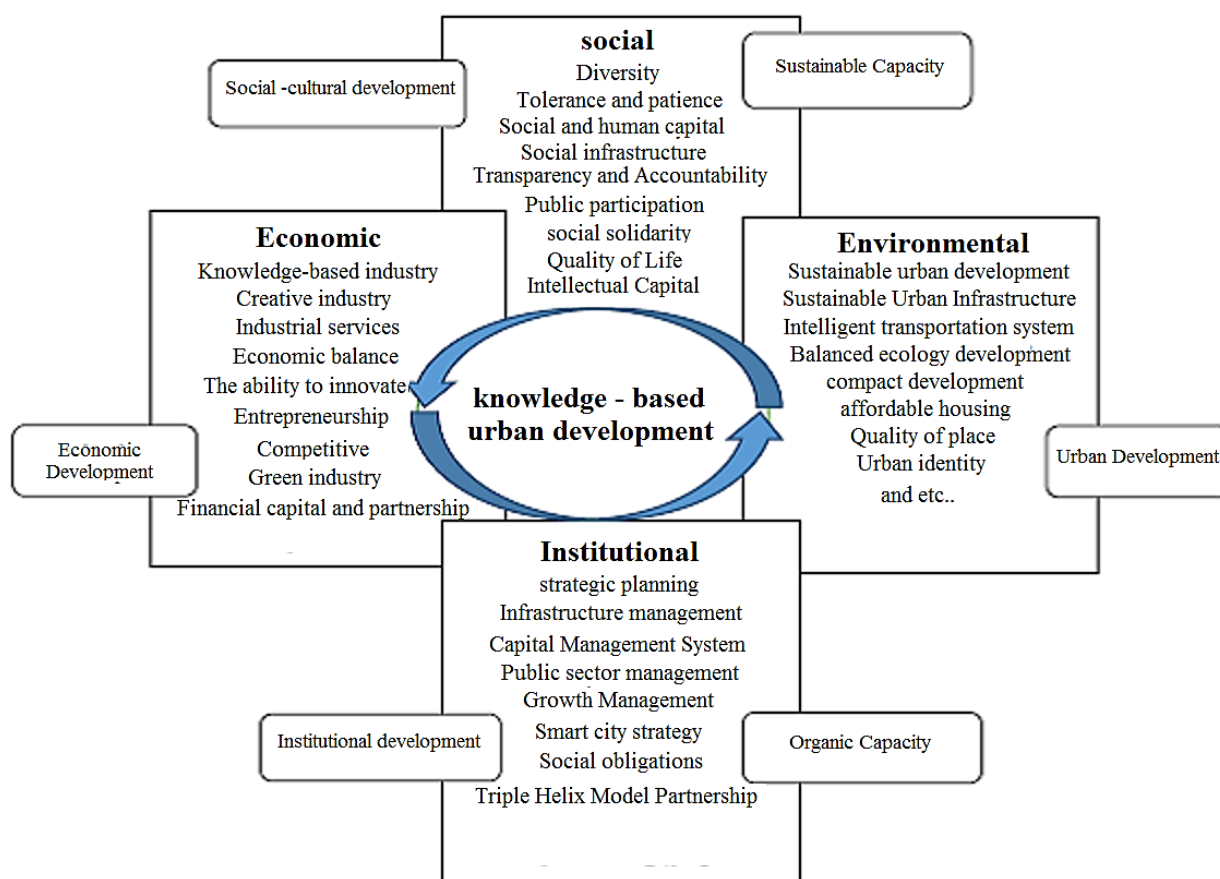 social
Diversity
Tolerance and patience
Social and human capital
Social infrastructure
Transparency and Accountability
Public participation
social solidarity
Quality of Life
Intellectual Capital
Social -cultural development
Sustainable Capacity
Economic
Knowledge-based industry
Creative industry
Industrial services
Economic balance
The ability to innovate
Entrepreneurship
Competitive
Green industry
Financial capital and partnership
Economic
Development
knowledge - based
urban development
Environmental
Sustainable urban development
Sustainable Urban Infrastructure
Intelligent transportation system
Balanced ecology development
compact development
affordable housing
Quality of place
Urban identity
and etc..
Urban Development
Institutional
strategic planning
Infrastructure management
Capital Management System
Public sector management
Growth Management
Smart city strategy
Social obligations
Triple Helix Model Partnership
Institutional development
Organic Capacity